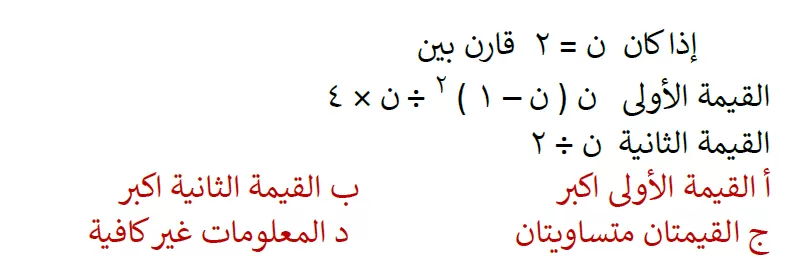 إذا كان ن = ٢ قارن بين
القيمة الأولى ن ( ن – ١ ) ٢ ÷ ن × ٤
القيمة الثانية ن ÷ ٢
أ القيمة الأولى اكبر ب القيمة الثانية اكبر
ج القيمتان متساويتان د المعلومات غير كافية